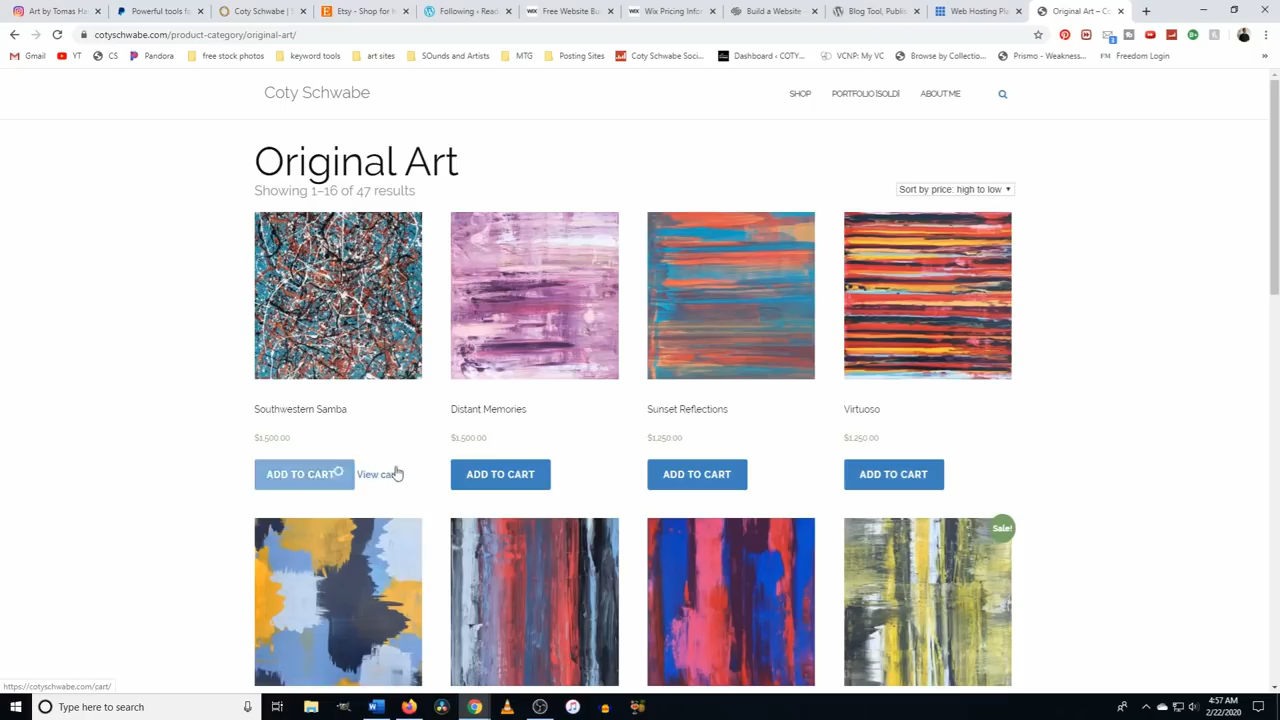 Art by Tomas Ha
Powerful tools fo
Coty Schwabe | T
Etsy - Shop for h
Following ‹ Rea
Free Website Bu
Wix Pricing Infor
Build a Website –
Blog Tool, Publi
Web Hosting Pl
Original Art – Co
cotyschwabe.com/product-category/original-art/
Gmail
YT
CS
Pandora
free stock photos
keyword tools
art sites
SOunds and Artists
MTG
Posting Sites
Coty Schwabe Soci...
Dashboard ‹ COTY...
VCNP: My VC
Browse by Collectio...
Prismo - Weakness...
FM
Freedom Login
Coty Schwabe
SHOP
PORTFOLIO [SOLD]
ABOUT ME
Original Art
Showing 1–16 of 47 results
Sort by price: high to low
Southwestern Samba
Distant Memories
Sunset Reflections
Virtuoso
$1,500.00
$1,500.00
$1,250.00
$1,250.00
ADD TO CART
View cart
ADD TO CART
ADD TO CART
ADD TO CART
Sale!
https://cotyschwabe.com/cart/
Type here to search
4:57 AM
2/22/2020